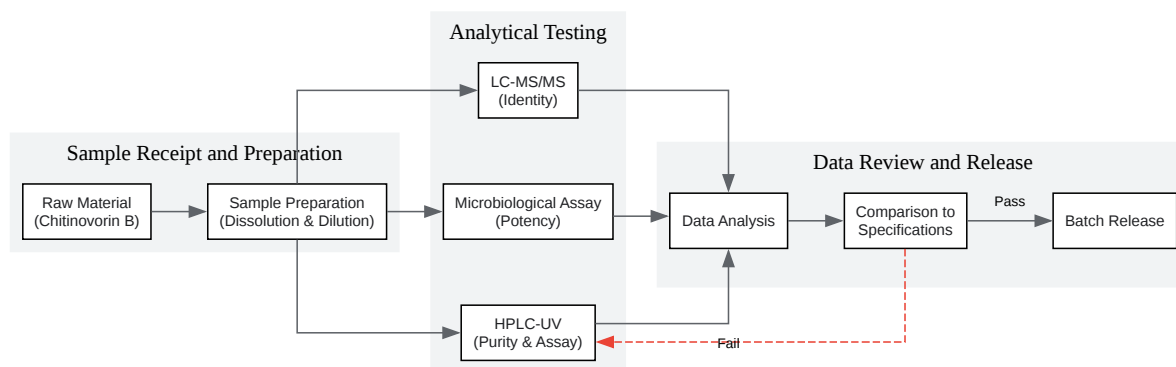 Analytical Testing
LC-MS/MS
(Identity)
Sample Receipt and Preparation
Data Review and Release
Raw Material
(Chitinovorin B)
Sample Preparation
(Dissolution & Dilution)
Microbiological Assay
(Potency)
Data Analysis
Comparison to
Specifications
Pass
Batch Release
HPLC-UV
(Purity & Assay)
Fail